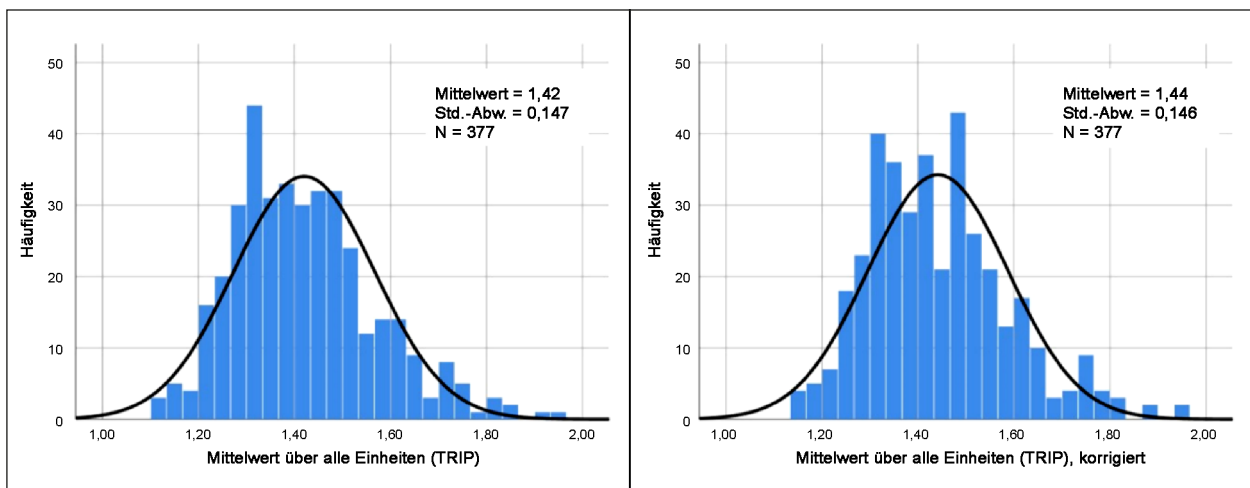 50
40
30
20
10
0
Häufigkeit
Mittelwert = 1,42
Std.-Abw. = 0,147
N = 377
1,00 1,20 1,40 1,60 1,80 2,00
Mittelwert über alle Einheiten (TRIP)
50
40
30
20
10
0
Häufigkeit
Mittelwert = 1,44
Std.-Abw. = 0,146
N = 377
1,00 1,20 1,40 1,60 1,80 2,00
Mittelwert über alle Einheiten (TRIP), korrigiert